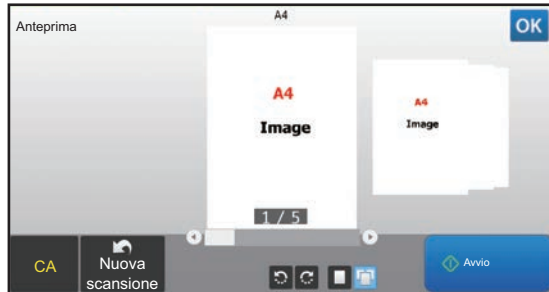 Anteprima
A4
OK
A4
Image
A4
Image
1 / 5
CA
Nuova
scansione
Avvio